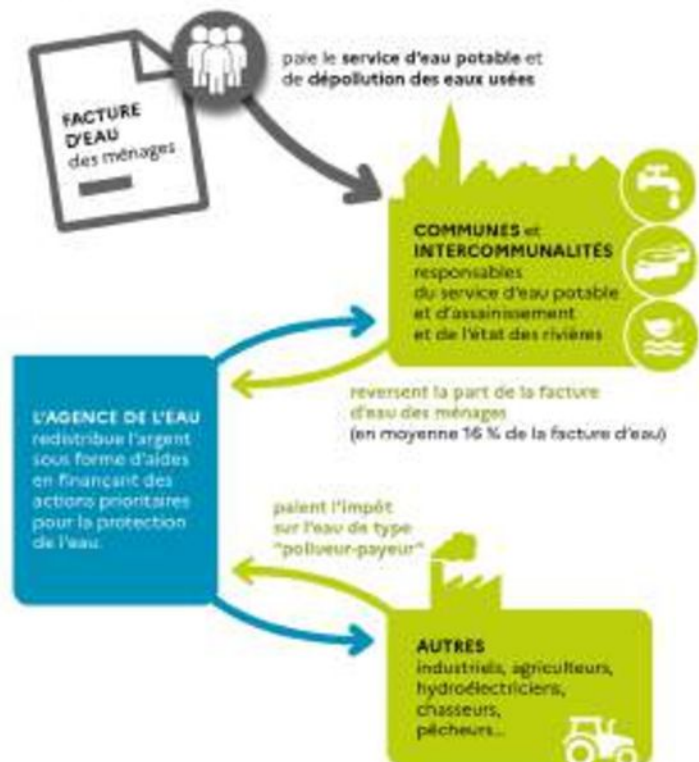 FACTURE
D'EAU
des ménages
paie le service d'eau potable et
de dépollution des eaux usées
COMMUNES et
INTERCOMMUNALITÉS
responsables
du service d'eau potable
et d'assainissement
et de l'état des rivières
reversent la part de la facture
d'eau des ménages
(en moyenne 16 % de la facture d'eau)
L'AGENCE DE L'EAU
redistribue l'argent
sous forme d'aides
en finançant des
actions prioritaires
pour la protection
de l'eau.
paient l'impôt
sur l'eau de type
"pollueur-payeur"
AUTRES
industriels, agriculteurs,
hydroélectriciens,
chasseurs,
pêcheurs...